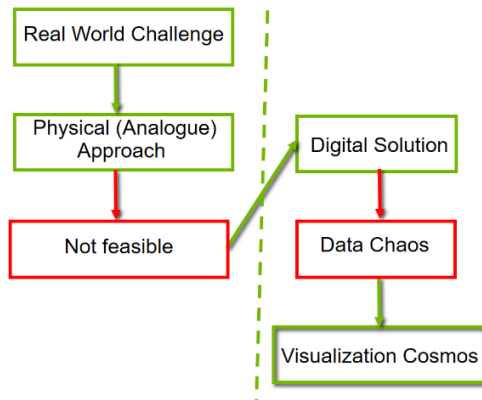 Real World Challenge
Physical (Analogue)
Approach
Not feasible
Digital Solution
Data Chaos
Visualization Cosmos